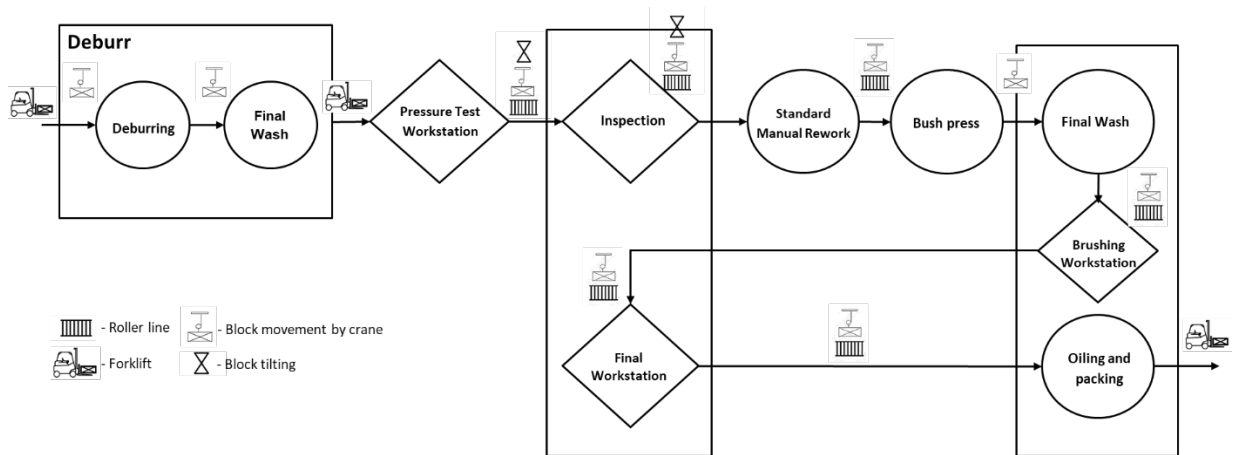 Deburr
Deburring
Final
Wash
Pressure Test
Workstation
Inspection
Standard
Manual Rework
Bush press
Final Wash
Brushing
Workstation
Final
Workstation
Oiling and
packing
- Roller line
- Block movement by crane
- Forklift
- Block tilting